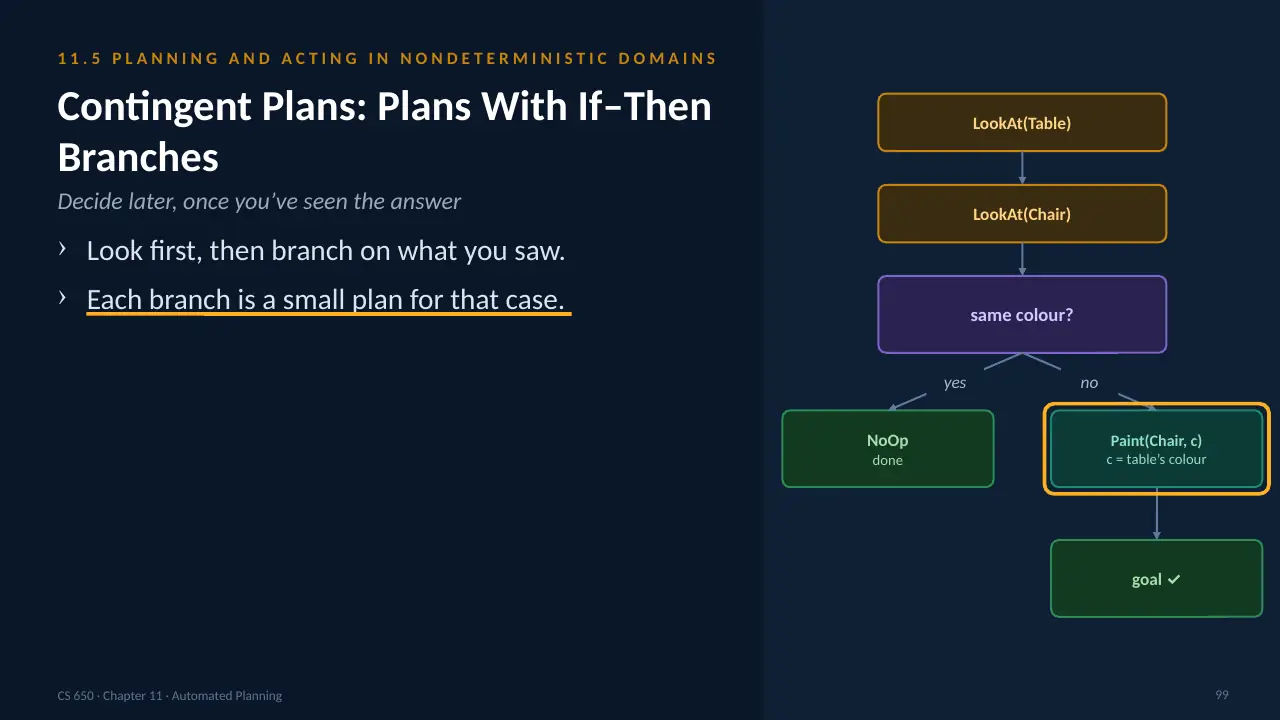 11.5 PLANNING AND ACTING IN NONDETERMINISTIC DOMAINS
Contingent Plans: Plans With If–Then
Branches
Decide later, once you’ve seen the answer
› Look first, then branch on what you saw.
› Each branch is a small plan for that case.
LookAt(Table)
LookAt(Chair)
same colour?
yes
no
NoOp
done
Paint(Chair, c)
c = table’s colour
goal ✓
CS 650 · Chapter 11 · Automated Planning
99